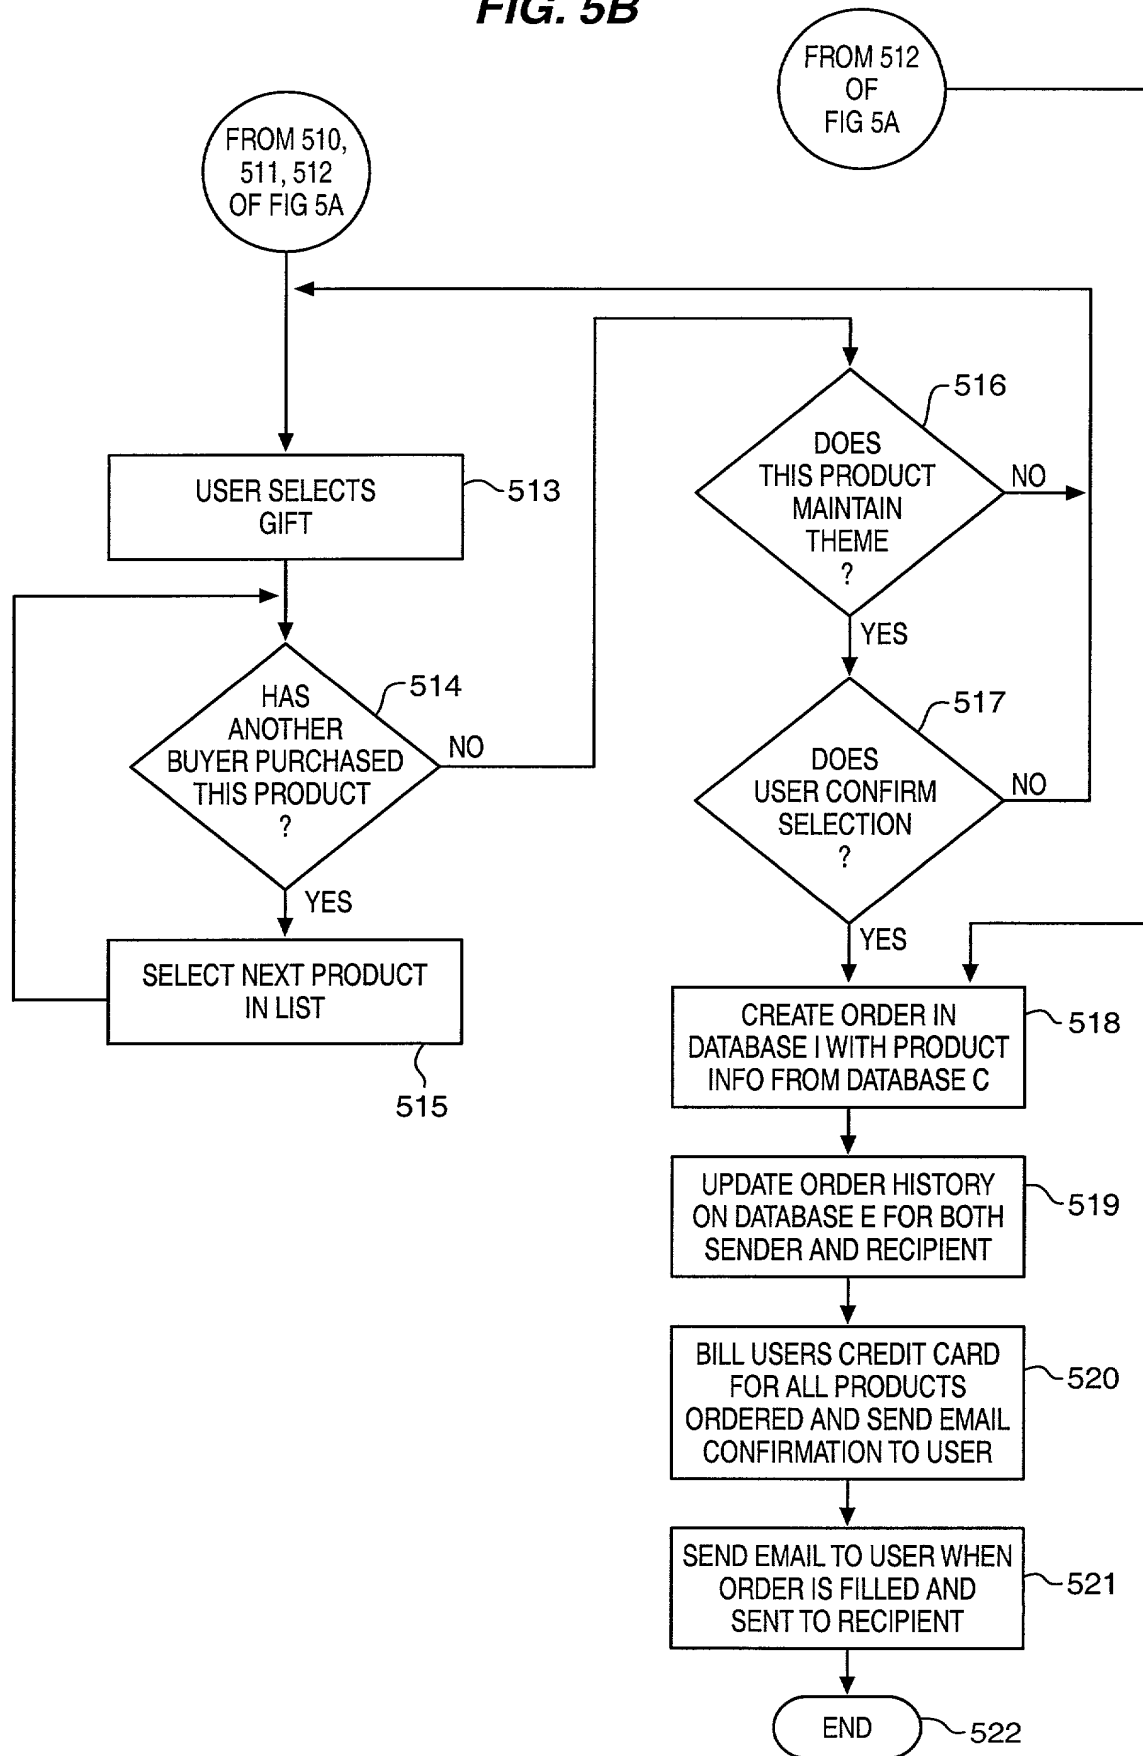 FIG. 5B
FROM 512
OF
FIG 5A
FROM 510,
511, 512
OF FIG 5A
USER SELECTS
GIFT
513
HAS
ANOTHER
BUYER PURCHASED
THIS PRODUCT
?
514
NO
YES
SELECT NEXT PRODUCT
IN LIST
515
DOES
THIS PRODUCT
MAINTAIN
THEME
?
516
NO
YES
DOES
USER CONFIRM
SELECTION
?
517
NO
YES
CREATE ORDER IN
DATABASE I WITH PRODUCT
INFO FROM DATABASE C
518
UPDATE ORDER HISTORY
ON DATABASE E FOR BOTH
SENDER AND RECIPIENT
519
BILL USERS CREDIT CARD
FOR ALL PRODUCTS
ORDERED AND SEND EMAIL
CONFIRMATION TO USER
520
SEND EMAIL TO USER WHEN
ORDER IS FILLED AND
SENT TO RECIPIENT
521
END
522